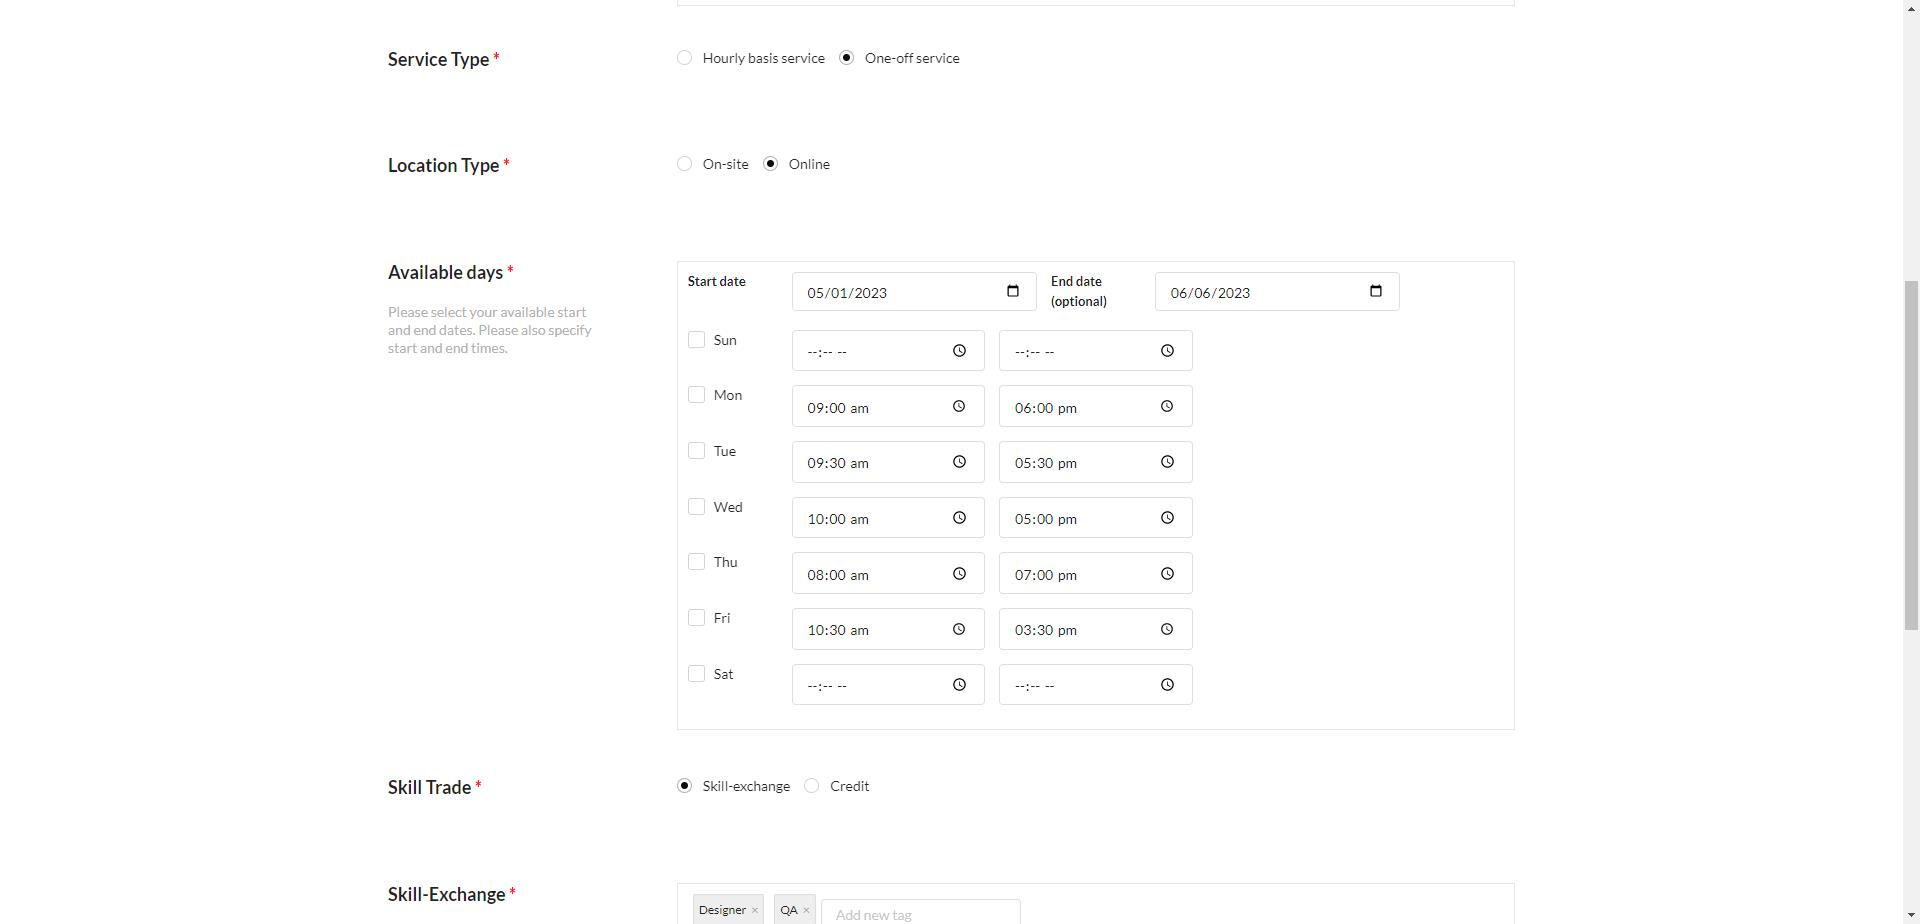 Service Type *
Hourly basis service One-off service
Location Type *
On-site Online
Available days *
Please select your available start
and end dates. Please also specify
start and end times.
Start date 05/01/2023 End date
(optional) 06/06/2023
Sun --:-- -- --:-- --
Mon 09:00 am 06:00 pm
Tue 09:30 am 05:30 pm
Wed 10:00 am 05:00 pm
Thu 08:00 am 07:00 pm
Fri 10:30 am 03:30 pm
Sat --:-- -- --:-- --
Skill Trade *
Skill-exchange Credit
Skill-Exchange *
Designer × QA × Add new tag